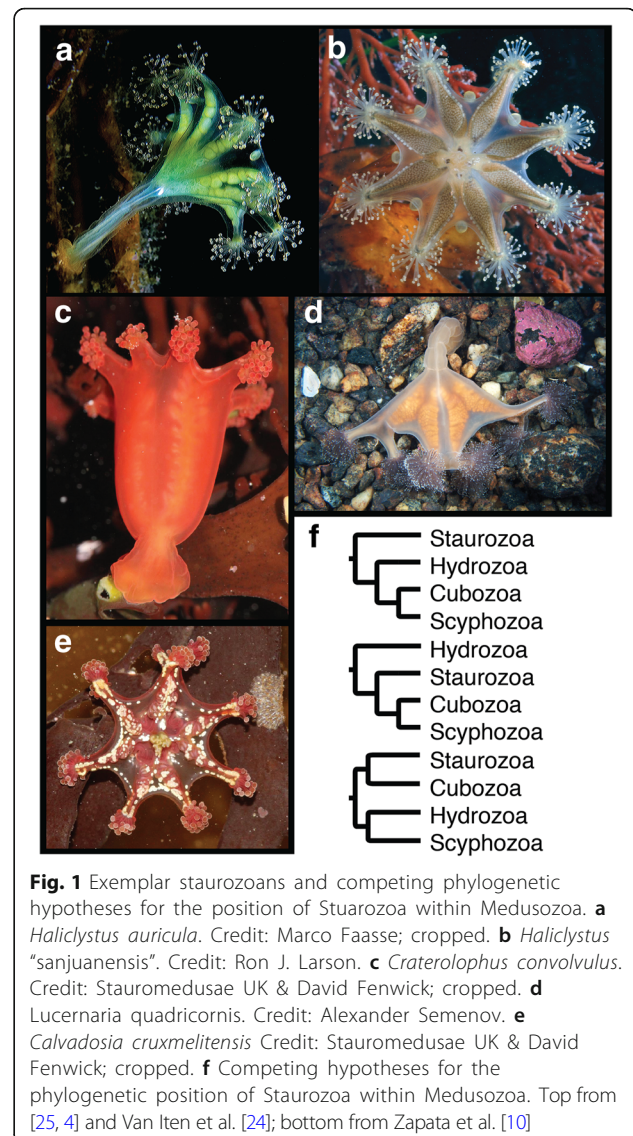 a
b
c
d
e
f
Staurozoa
Hydrozoa
Cubozoa
Scyphozoa
Hydrozoa
Staurozoa
Cubozoa
Scyphozoa
Staurozoa
Cubozoa
Hydrozoa
Scyphozoa
Fig. 1 Exemplar staurozoans and competing phylogenetic
hypotheses for the position of Stuarozoa within Medusozoa. a
Haliclystus auricula. Credit: Marco Faasse; cropped. b Haliclystus
“sanjuanensis”. Credit: Ron J. Larson. c Craterolophus convolvulus.
Credit: Stauromedusae UK & David Fenwick; cropped. d
Lucernaria quadricornis. Credit: Alexander Semenov. e
Calvadosia cruxmelitensis Credit: Stauromedusae UK & David
Fenwick; cropped. f Competing hypotheses for the
phylogenetic position of Staurozoa within Medusozoa. Top from
[25, 4] and Van Iten et al. [24]; bottom from Zapata et al. [10]